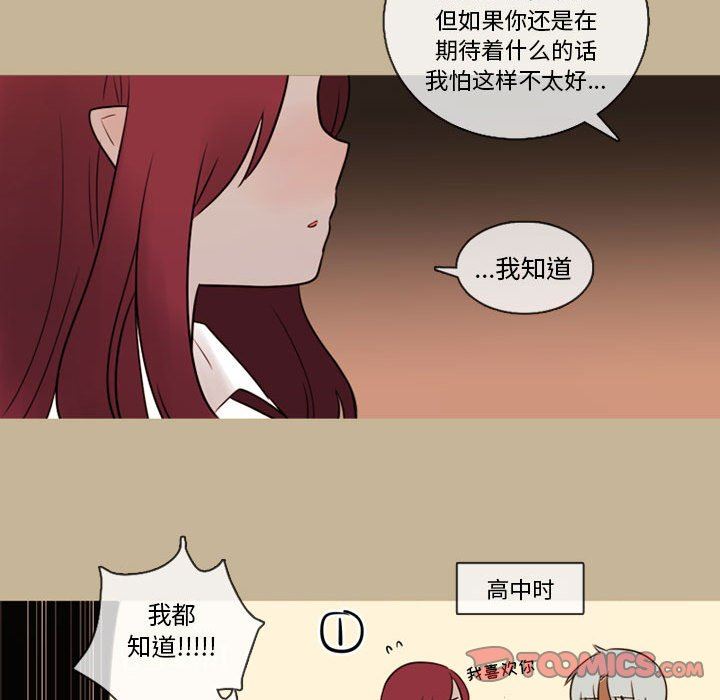 但如果你还是在
期待着什么的话
我怕这样不太好...
...我知道
高中时
我都
知道!!!!!
①
我喜欢你
TOOMICS.COM